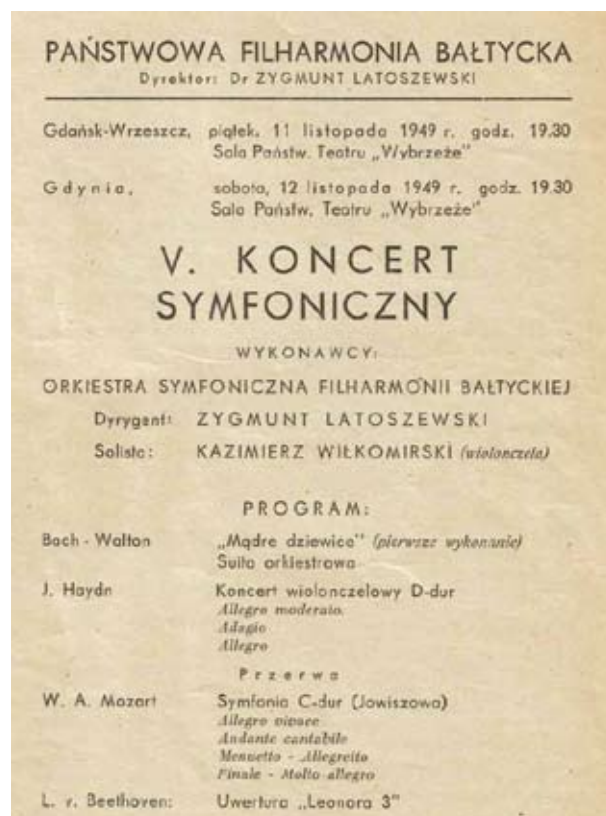 PAŃSTWOWA FILHARMONIA BAŁTYCKA
Dyrektor: Dr ZYGMUNT LATOSZEWSKI
Gdańsk-Wrzeszcz, piątek, 11 listopada 1949 r. godz. 19.30
Sala Państw. Teatru „Wybrzeże"
Gdynia, sobota, 12 listopada 1949 r. godz. 19.30
Sala Państw. Teatru „Wybrzeże"
V. KONCERT
SYMFONICZNY
WYKONAWCY:
ORKIESTRA SYMFONICZNA FILHARMONII BAŁTYCKIEJ
Dyrygent: ZYGMUNT LATOSZEWSKI
Solista: KAZIMIERZ WIŁKOMIRSKI (wiolonczela)
PROGRAM:
Bach - Walton „Mądre dziewice" (pierwsze wykonanie)
Suita orkiestrowa
J. Haydn Koncert wiolonczelowy D-dur
Allegro moderato
Adagio
Allegro
Przerwa
W. A. Mozart Symfonia C-dur (Jowiszowa)
Allegro vivace
Andante cantabile
Menuetto - Allegretto
Finale - Molto allegro
L. v. Beethoven: Uwertura „Leonora 3"